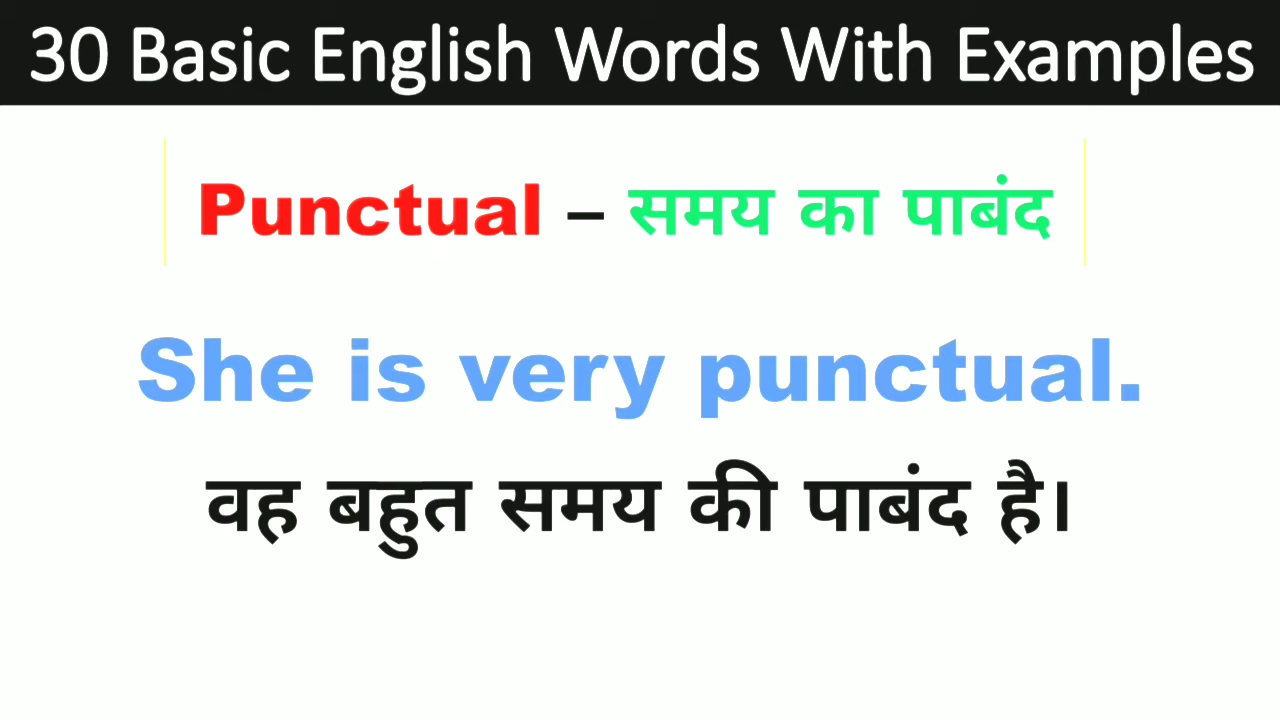 30 Basic English Words With Examples
Punctual – समय का पाबंद
She is very punctual.
वह बहुत समय की पाबंद है।